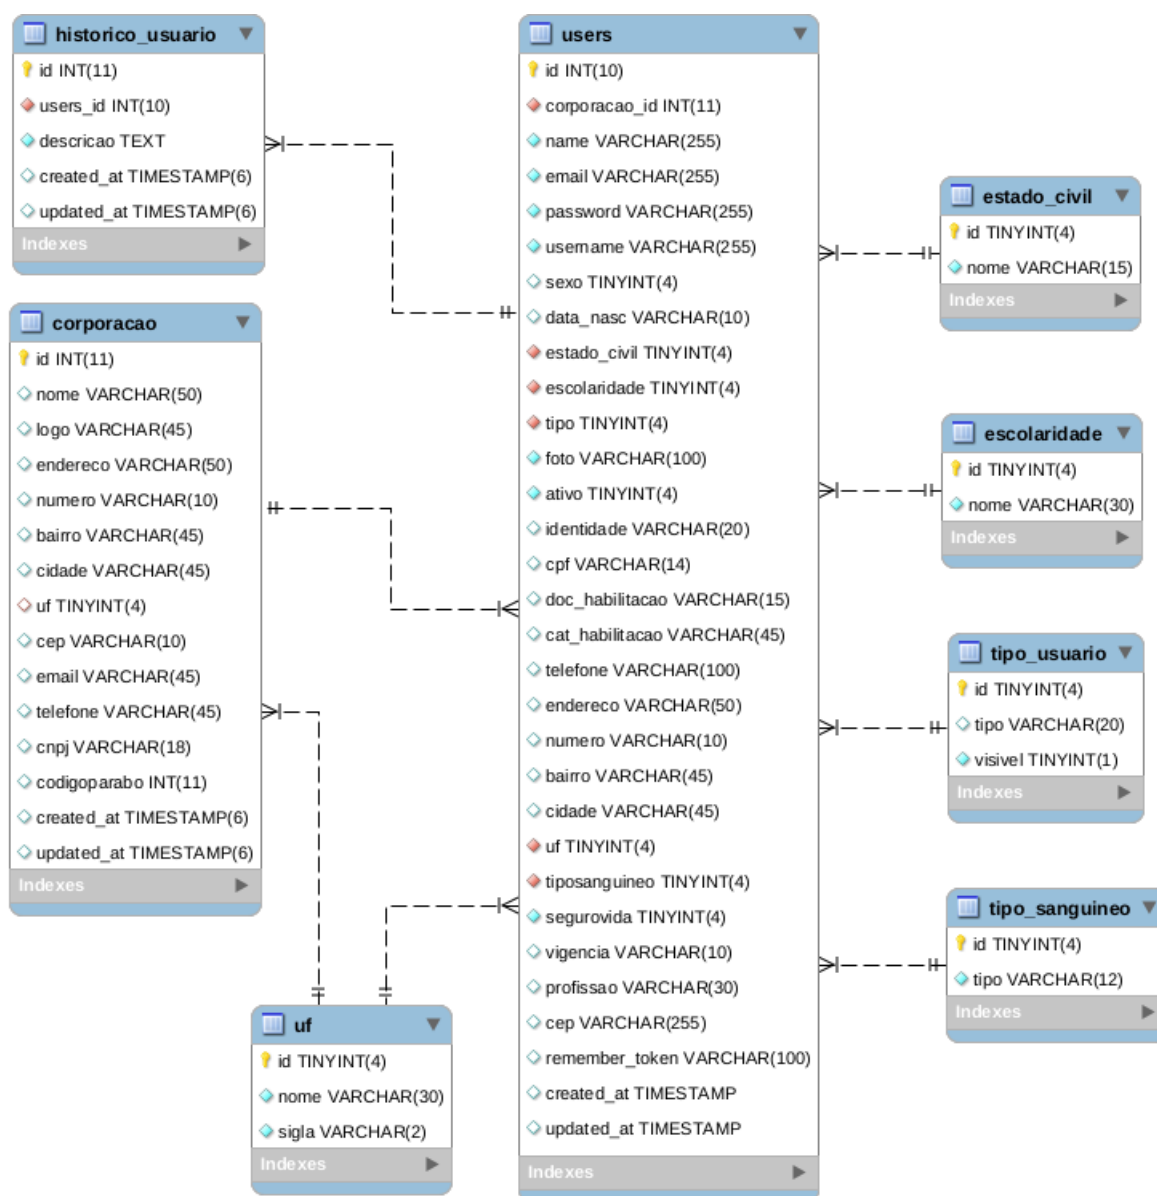 historico_usuario
id INT(11)
users_id INT(10)
descricao TEXT
created_at TIMESTAMP(6)
updated_at TIMESTAMP(6)
Indexes
corporacao
id INT(11)
nome VARCHAR(50)
logo VARCHAR(45)
endereco VARCHAR(50)
numero VARCHAR(10)
bairro VARCHAR(45)
cidade VARCHAR(45)
uf TINYINT(4)
cep VARCHAR(10)
email VARCHAR(45)
telefone VARCHAR(45)
cnpj VARCHAR(18)
codigoparabo INT(11)
created_at TIMESTAMP(6)
updated_at TIMESTAMP(6)
Indexes
uf
id TINYINT(4)
nome VARCHAR(30)
sigla VARCHAR(2)
Indexes
users
id INT(10)
corporacao_id INT(11)
name VARCHAR(255)
email VARCHAR(255)
password VARCHAR(255)
username VARCHAR(255)
sexo TINYINT(4)
data_nasc VARCHAR(10)
estado_civil TINYINT(4)
escolaridade TINYINT(4)
tipo TINYINT(4)
foto VARCHAR(100)
ativo TINYINT(4)
identidade VARCHAR(20)
cpf VARCHAR(14)
doc_habilitacao VARCHAR(15)
cat_habilitacao VARCHAR(45)
telefone VARCHAR(100)
endereco VARCHAR(50)
numero VARCHAR(10)
bairro VARCHAR(45)
cidade VARCHAR(45)
uf TINYINT(4)
tiposanguineo TINYINT(4)
segurovida TINYINT(4)
vigencia VARCHAR(10)
profissao VARCHAR(30)
cep VARCHAR(255)
remember_token VARCHAR(100)
created_at TIMESTAMP
updated_at TIMESTAMP
Indexes
estado_civil
id TINYINT(4)
nome VARCHAR(15)
Indexes
escolaridade
id TINYINT(4)
nome VARCHAR(30)
Indexes
tipo_usuario
id TINYINT(4)
tipo VARCHAR(20)
visivel TINYINT(1)
Indexes
tipo_sanguineo
id TINYINT(4)
tipo VARCHAR(12)
Indexes